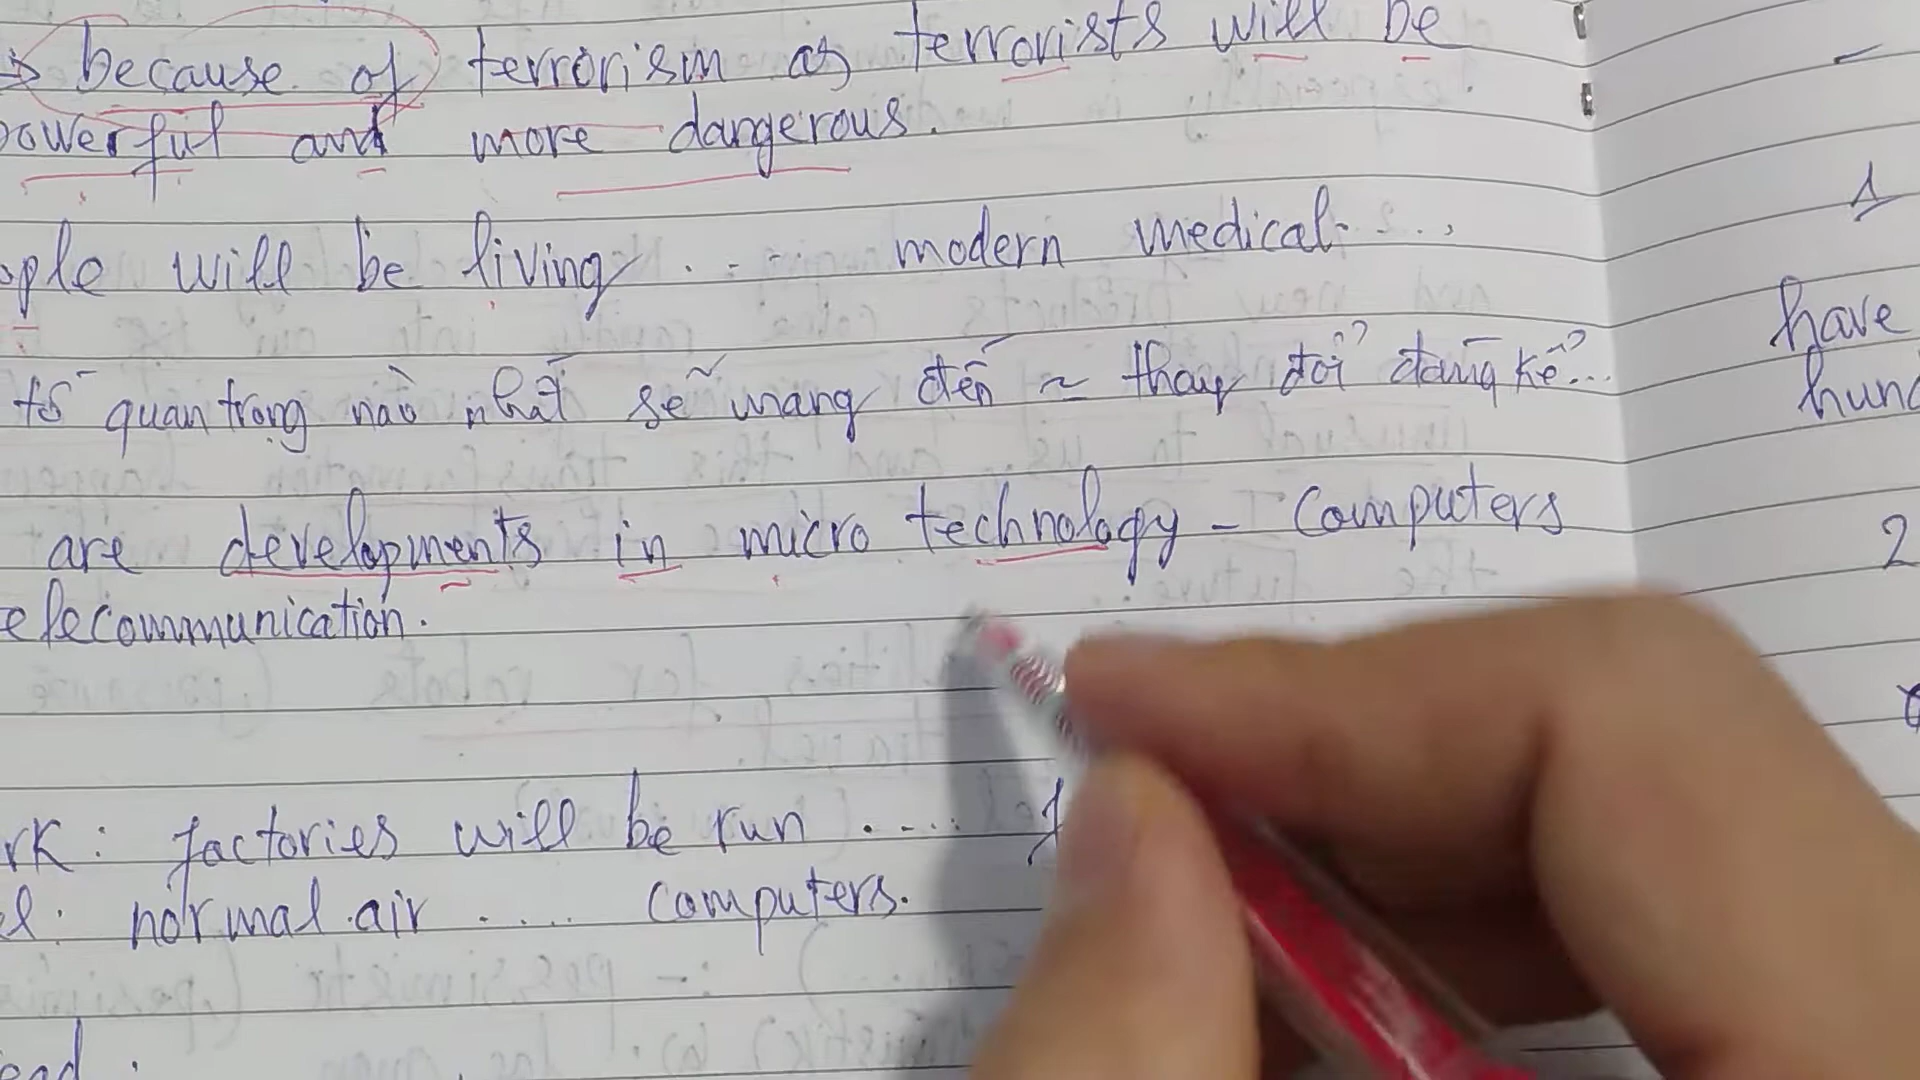 because of terrorism as terrorists will be
powerful and more dangerous.
will be living . - - . modern medical. . . .
tố quan trọng nào nhất sẽ mang đến ~ thay đổi đáng kể?...
are developments in micro technology - Computers
elecommunication.
rk: factories will be run . . . .
normal air . . . . computers.
have
1
2